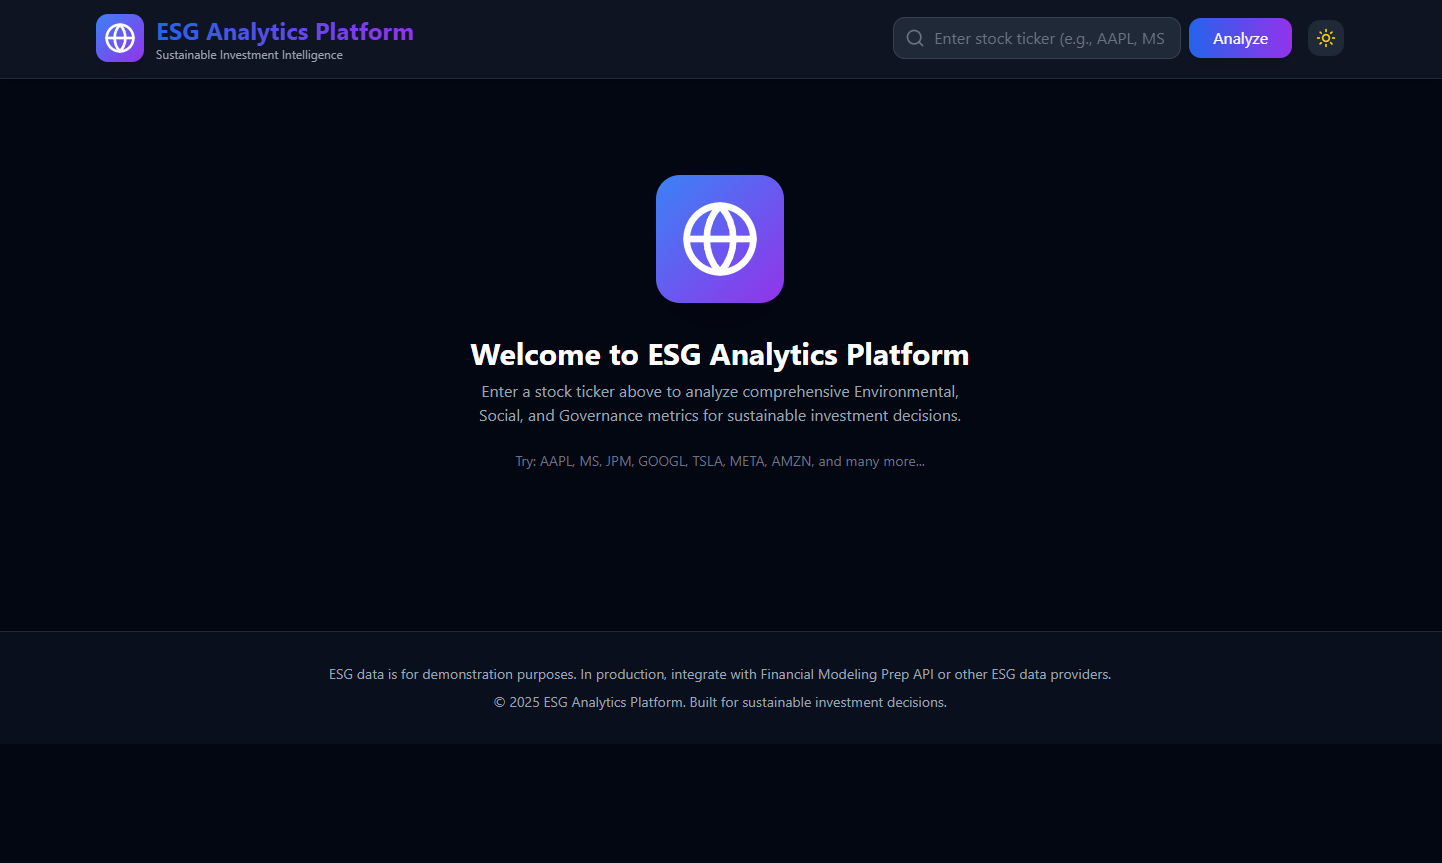 ESG Analytics Platform
Sustainable Investment Intelligence
Enter stock ticker (e.g., AAPL, MS
Analyze
Welcome to ESG Analytics Platform
Enter a stock ticker above to analyze comprehensive Environmental,
Social, and Governance metrics for sustainable investment decisions.
Try: AAPL, MS, JPM, GOOGL, TSLA, META, AMZN, and many more...
ESG data is for demonstration purposes. In production, integrate with Financial Modeling Prep API or other ESG data providers.
© 2025 ESG Analytics Platform. Built for sustainable investment decisions.